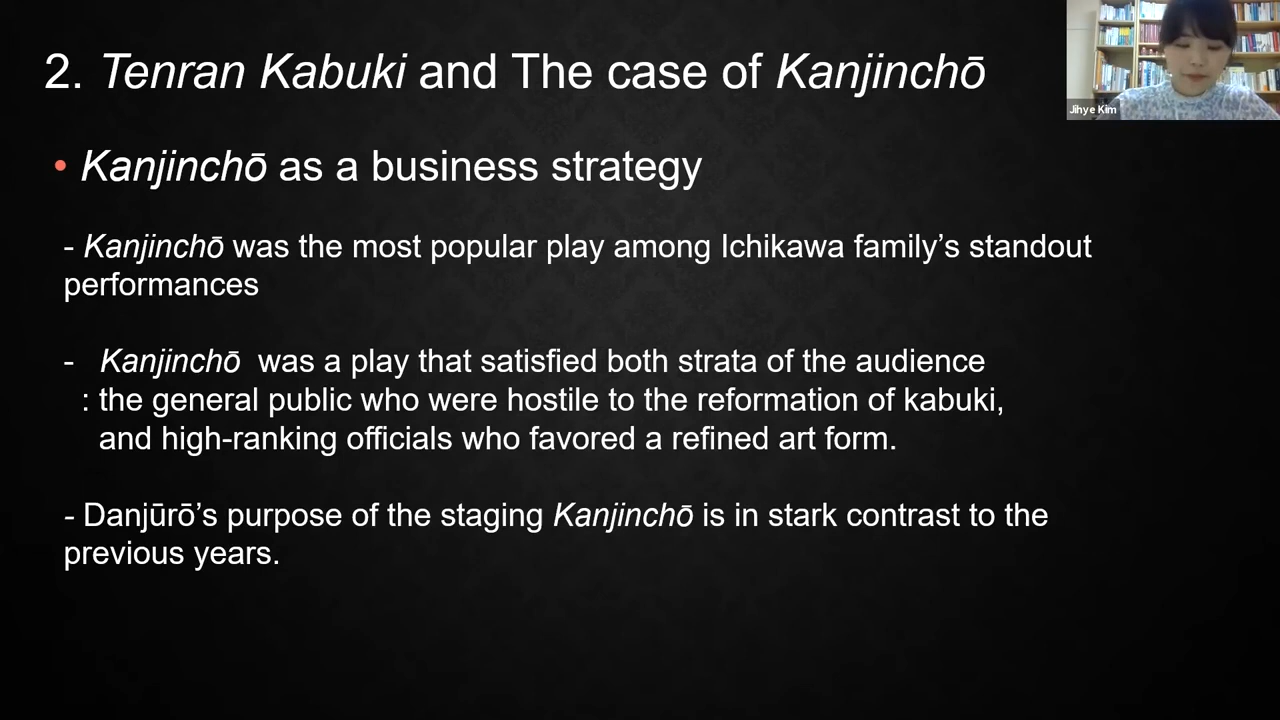 2. Tenran Kabuki and The case of Kanjinchō
Jihye Kim
• Kanjinchō as a business strategy
- Kanjinchō was the most popular play among Ichikawa family’s standout
performances
- Kanjinchō was a play that satisfied both strata of the audience
: the general public who were hostile to the reformation of kabuki,
and high-ranking officials who favored a refined art form.
- Danjūrō’s purpose of the staging Kanjinchō is in stark contrast to the
previous years.